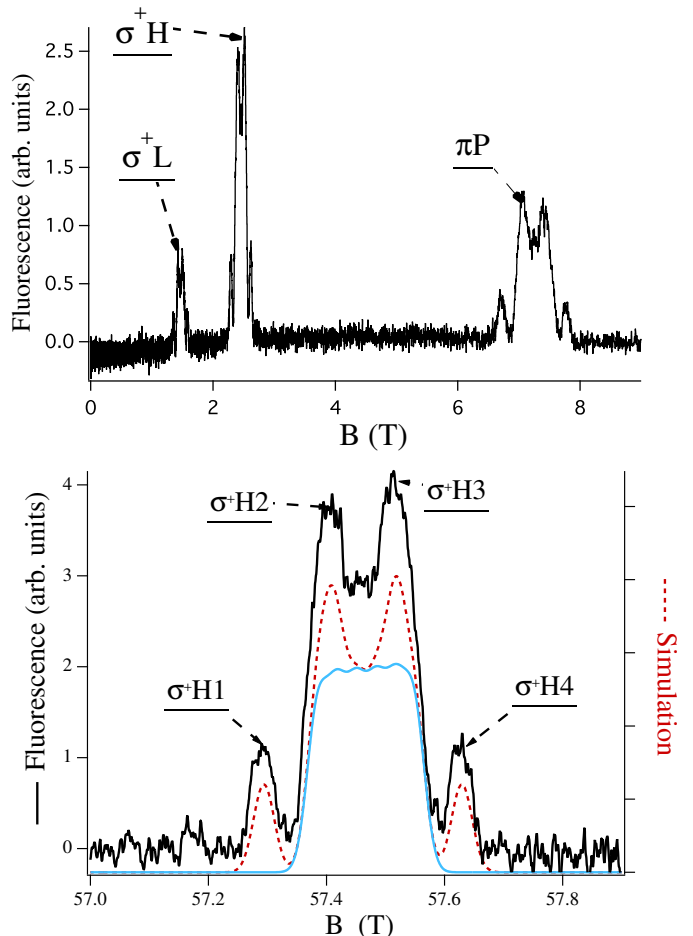 σ⁺H
σ⁺L
πP
Fluorescence (arb. units)
2.5
2.0
1.5
1.0
0.5
0.0
0 2 4 6 8
B (T)
σ⁺H1
σ⁺H2
σ⁺H3
σ⁺H4
Fluorescence (arb. units)
4
3
2
1
0
Simulation
57.0 57.2 57.4 57.6 57.8
B (T)